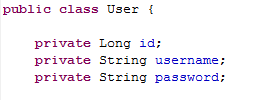 public class User {
private Long id;
private String username;
private String password;